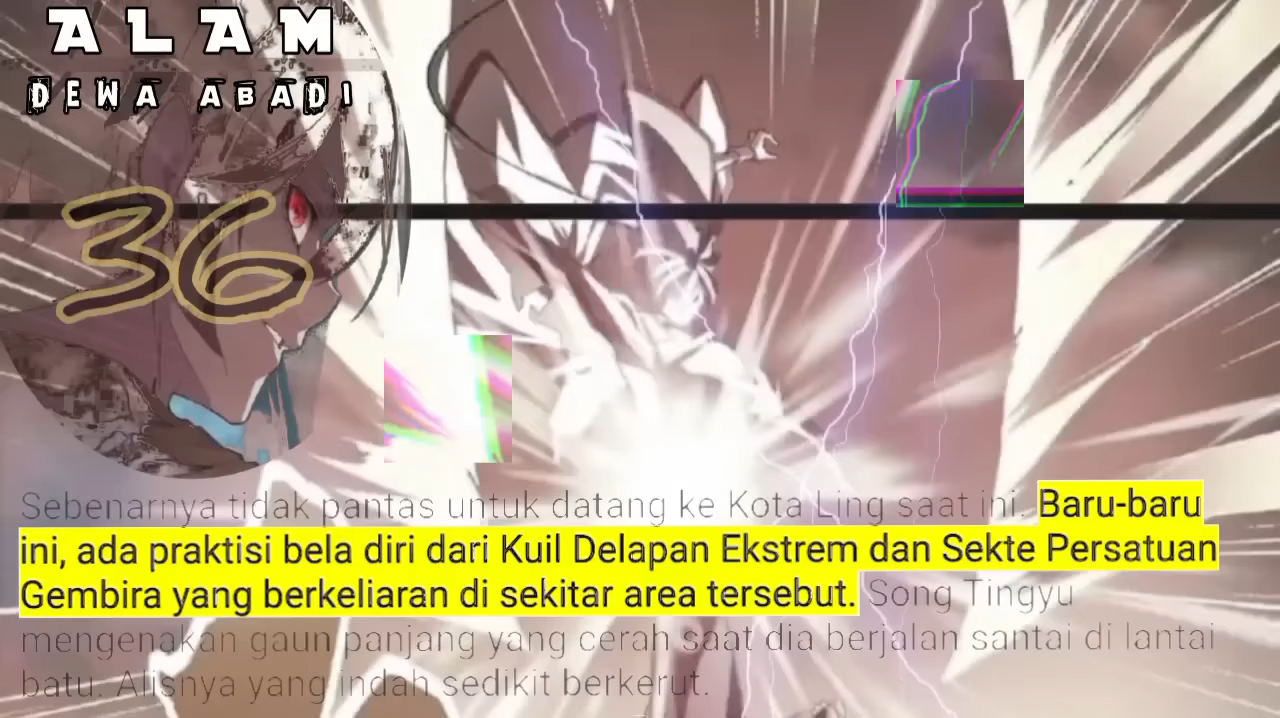 ALAM
DEWA ABADI
36
Sebenarnya tidak pantas untuk datang ke Kota Ling saat ini. Baru-baru
ini, ada praktisi bela diri dari Kuil Delapan Ekstrem dan Sekte Persatuan
Gembira yang berkeliaran di sekitar area tersebut. Song Tingyu
mengenakan gaun panjang yang cerah saat dia berjalan santai di lantai
batu. Alisnya yang indah sedikit berkerut.